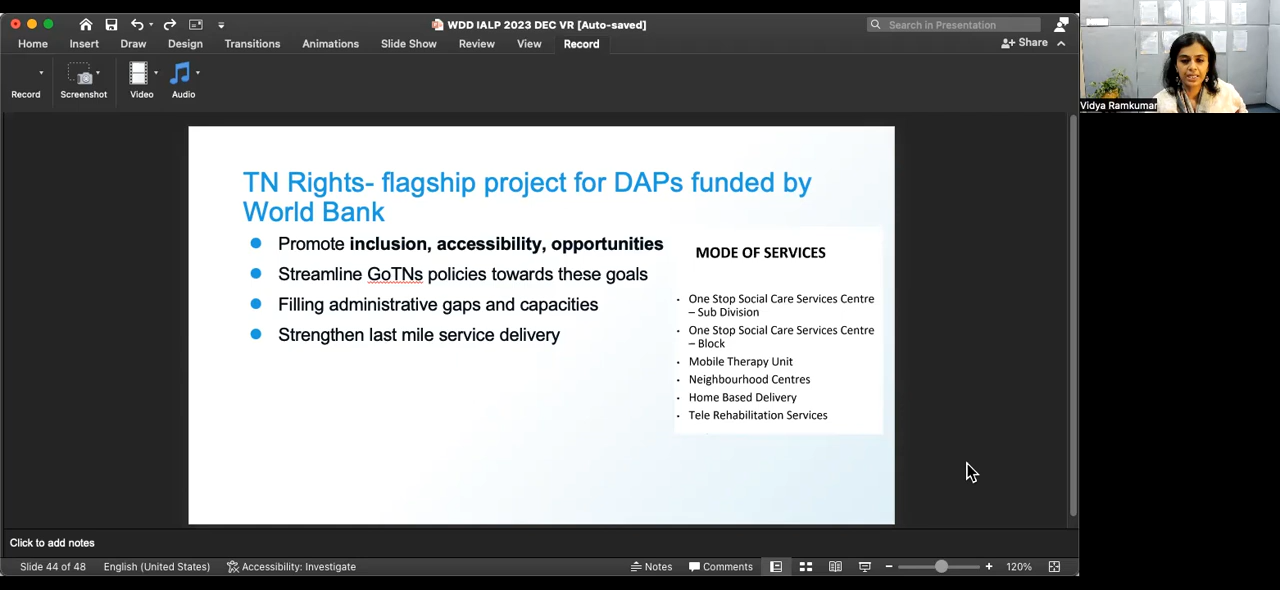 WDD IALP 2023 DEC VR [Auto-saved]
Search in Presentation
Home Insert Draw Design Transitions Animations Slide Show Review View Record
Share
Record Screenshot Video Audio
Vidya Ramkumar
TN Rights- flagship project for DAPs funded by
World Bank
Promote inclusion, accessibility, opportunities
Streamline GoTNs policies towards these goals
Filling administrative gaps and capacities
Strengthen last mile service delivery
MODE OF SERVICES
One Stop Social Care Services Centre
– Sub Division
One Stop Social Care Services Centre
– Block
Mobile Therapy Unit
Neighbourhood Centres
Home Based Delivery
Tele Rehabilitation Services
Click to add notes
Slide 44 of 48 English (United States) Accessibility: Investigate Notes Comments 120%